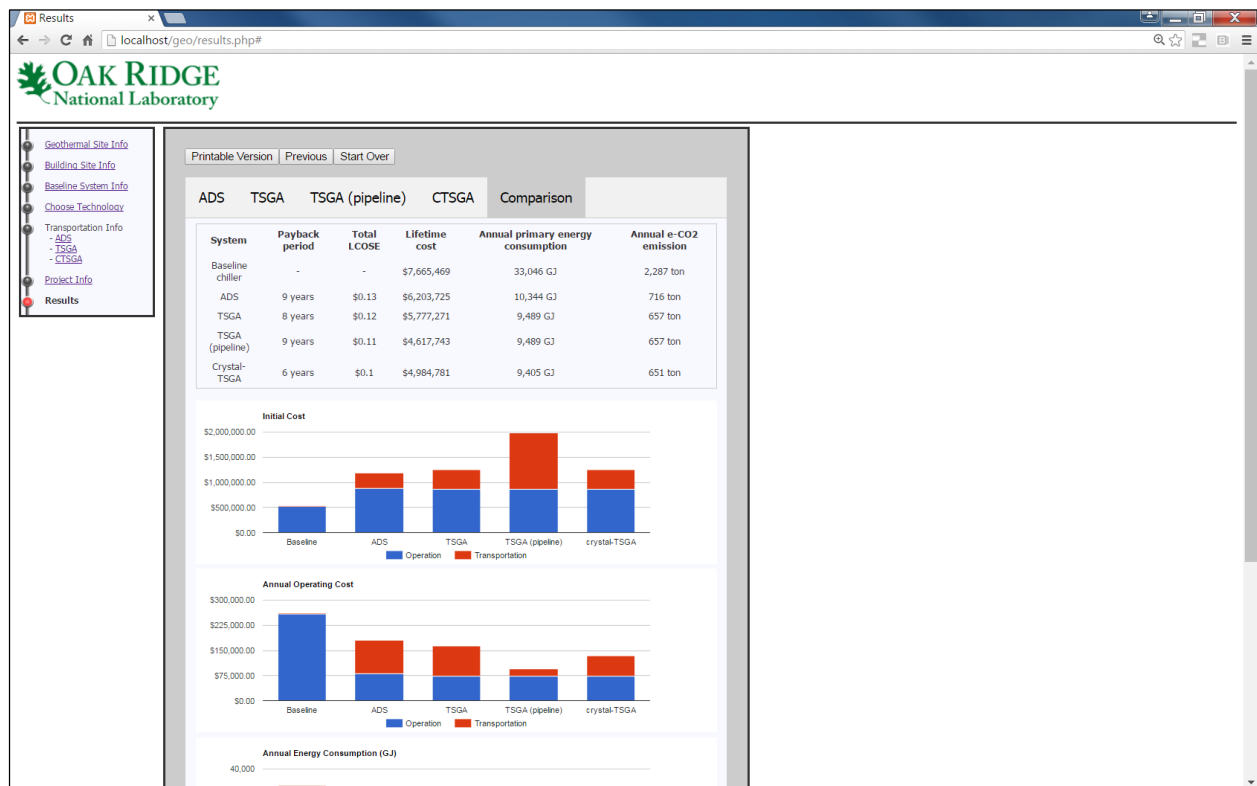 Results
localhost/geo/results.php#
OAK RIDGE
National Laboratory
Geothermal Site Info
Building Site Info
Baseline System Info
Choose Technology
Transportation Info
- ADS
- TSGA
- CTSGA
Project Info
Results
Printable Version Previous Start Over
ADS TSGA TSGA (pipeline) CTSGA Comparison
System Payback period Total LCOSE Lifetime cost Annual primary energy consumption Annual e-CO2 emission
Baseline chiller - - $7,665,469 33,046 GJ 2,287 ton
ADS 9 years $0.13 $6,203,725 10,344 GJ 716 ton
TSGA 8 years $0.12 $5,777,271 9,489 GJ 657 ton
TSGA (pipeline) 9 years $0.11 $4,617,743 9,489 GJ 657 ton
Crystal-TSGA 6 years $0.1 $4,984,781 9,405 GJ 651 ton
Initial Cost
$2,000,000.00
$1,500,000.00
$1,000,000.00
$500,000.00
$0.00
Baseline ADS TSGA TSGA (pipeline) crystal-TSGA
Operation Transportation
Annual Operating Cost
$300,000.00
$225,000.00
$150,000.00
$75,000.00
$0.00
Baseline ADS TSGA TSGA (pipeline) crystal-TSGA
Operation Transportation
Annual Energy Consumption (GJ)
40,000